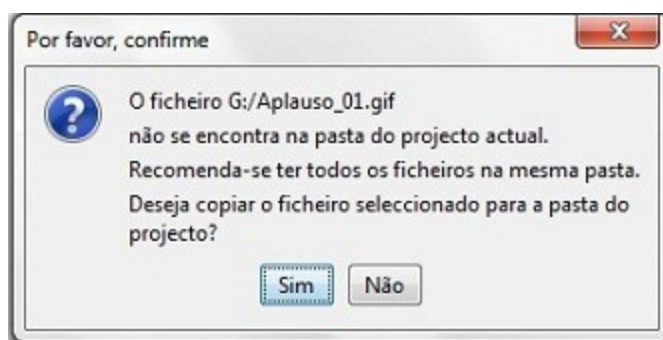 Por favor, confirme
O ficheiro G:/Aplauso_01.gif
não se encontra na pasta do projecto actual.
Recomenda-se ter todos os ficheiros na mesma pasta.
Deseja copiar o ficheiro seleccionado para a pasta do
projecto?
Sim Não